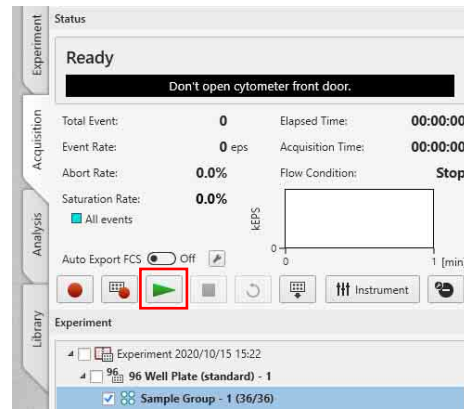 Experiment
Acquisition
Analysis
Library
Status
Ready
Don't open cytometer front door.
Total Event: 0 Elapsed Time: 00:00:00
Event Rate: 0 eps Acquisition Time: 00:00:00
Abort Rate: 0.0% Flow Condition: Stop
Saturation Rate: 0.0%
All events
kEPS
0
0 1 [min
Auto Export FCS Off
Instrument
Experiment
Experiment 2020/10/15 15:22
96 96 Well Plate (standard) - 1
Sample Group - 1 (36/36)